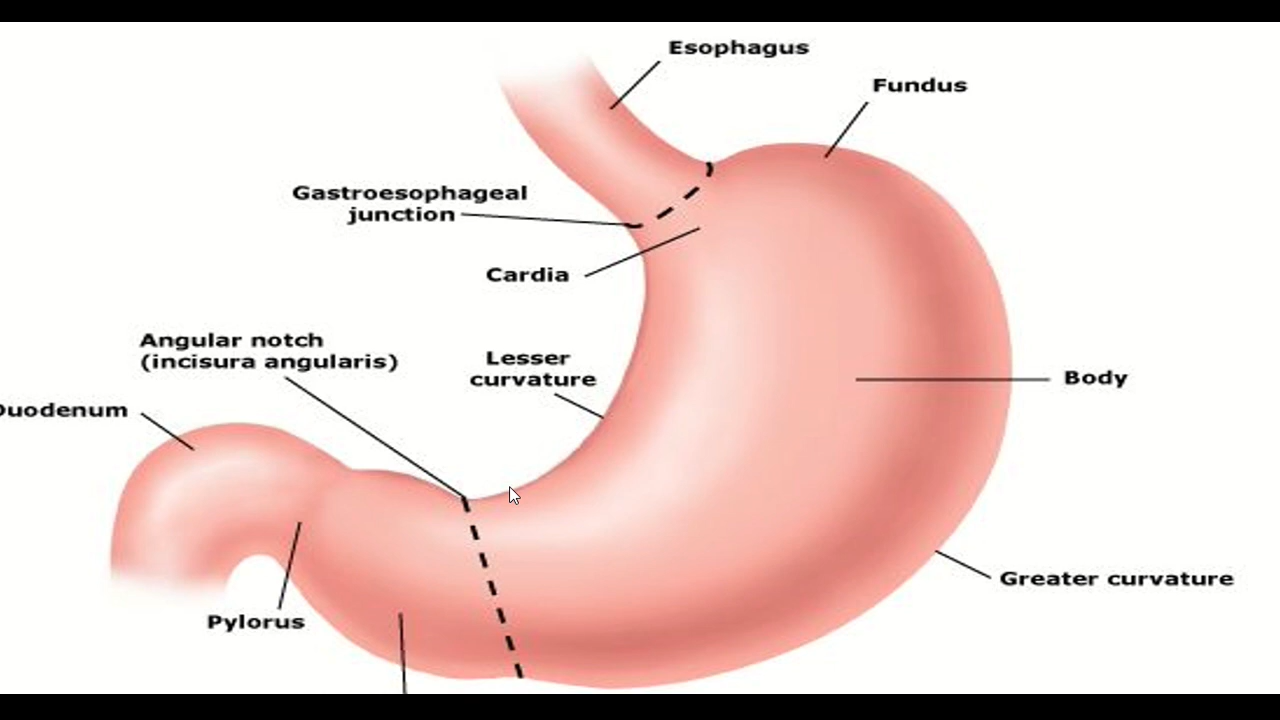 Esophagus
Fundus
Gastroesophageal
junction
Cardia
Angular notch
(incisura angularis)
Lesser
curvature
Body
Duodenum
Greater curvature
Pylorus